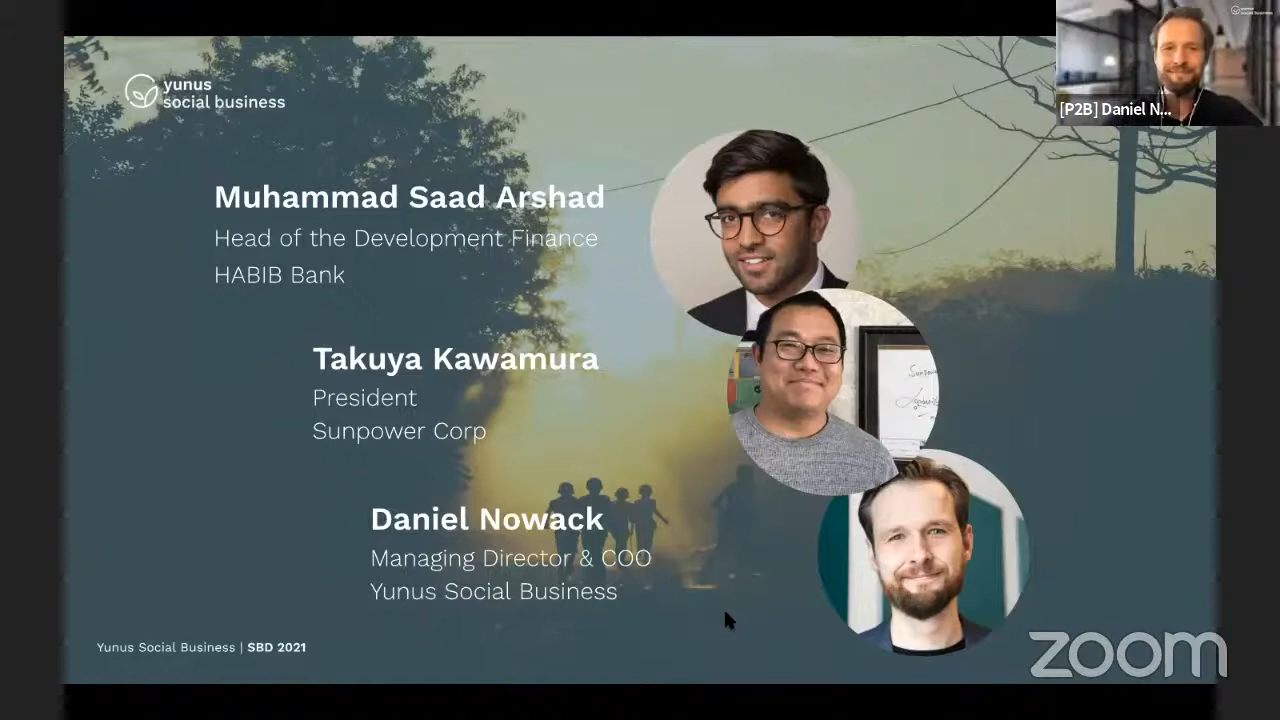 yunus
social business
[P2B] Daniel N...
Muhammad Saad Arshad
Head of the Development Finance
HABIB Bank
Takuya Kawamura
President
Sunpower Corp
Daniel Nowack
Managing Director & COO
Yunus Social Business
Yunus Social Business | SBD 2021
zoom